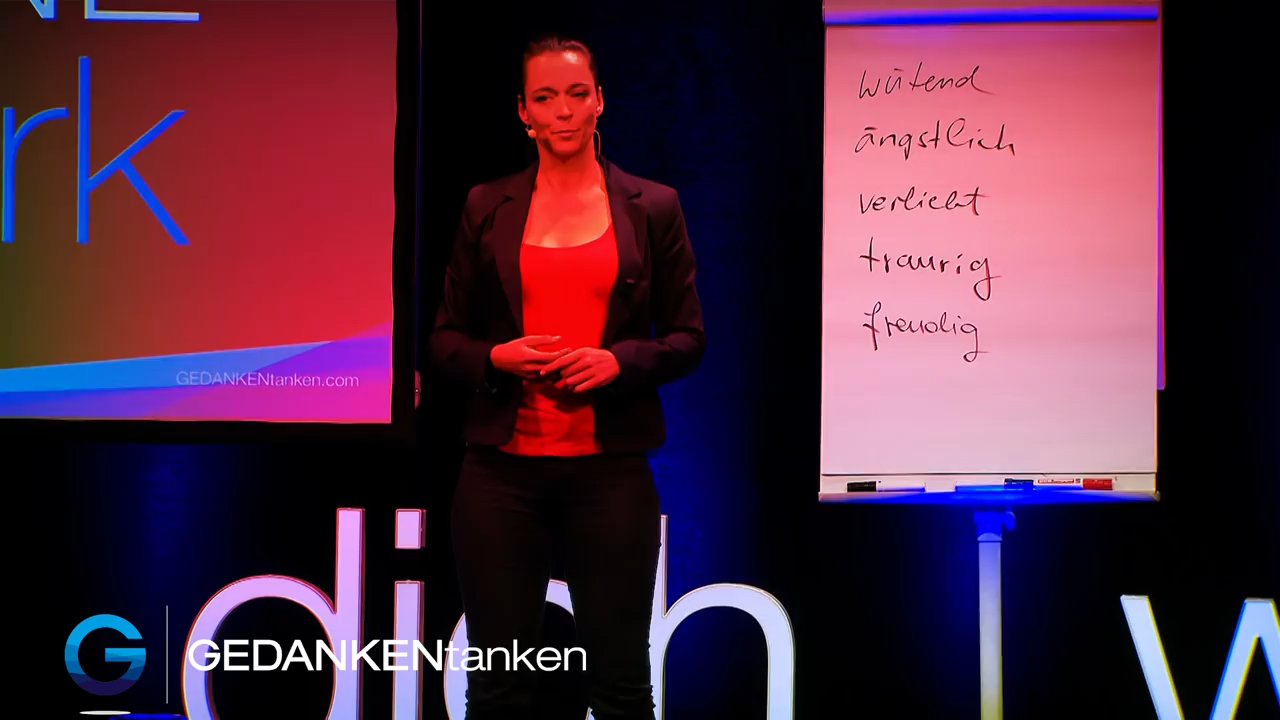 rk
GEDANKENtanken.com
wütend
ängstlich
verliebt
traurig
freudig
dich w
G GEDANKENtanken